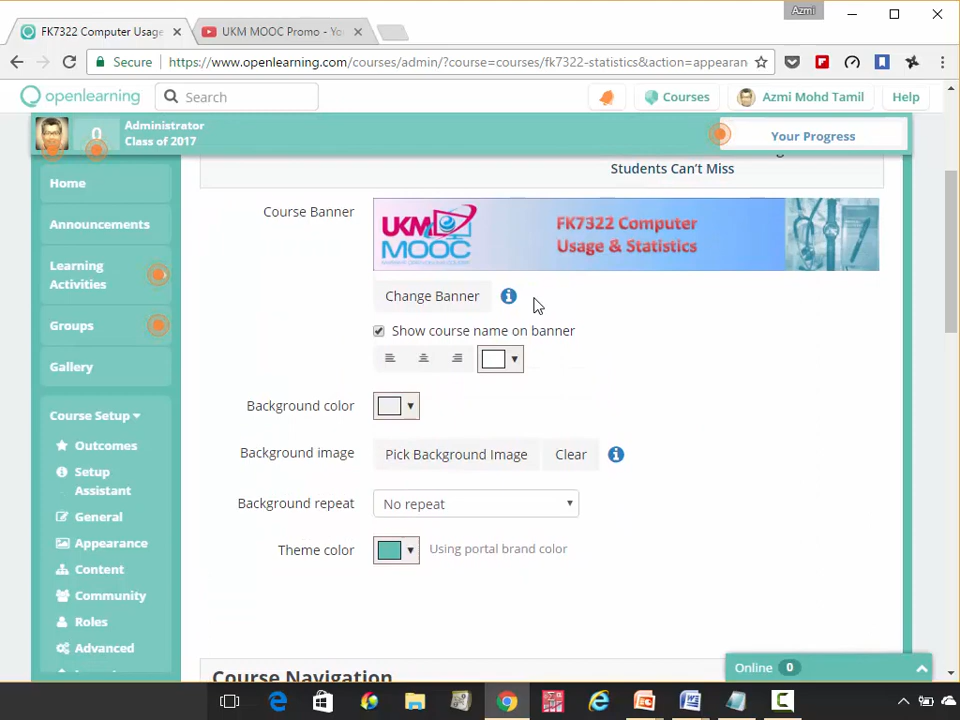 Azmi
FK7322 Computer Usage
UKM MOOC Promo - Yo
Secure
https://www.openlearning.com/courses/admin/?course=courses/fk7322-statistics&action=appearan
openlearning
Search
Courses
Azmi Mohd Tamil
Help
0
Administrator
Class of 2017
Your Progress
Students Can't Miss
Home
Announcements
Learning
Activities
Groups
Gallery
Course Setup
Outcomes
Setup
Assistant
General
Appearance
Content
Community
Roles
Advanced
Course Banner
UKM
MOOC
FK7322 Computer
Usage & Statistics
Change Banner
Show course name on banner
Background color
Background image
Pick Background Image
Clear
Background repeat
No repeat
Theme color
Using portal brand color
Course Navigation
Online 0